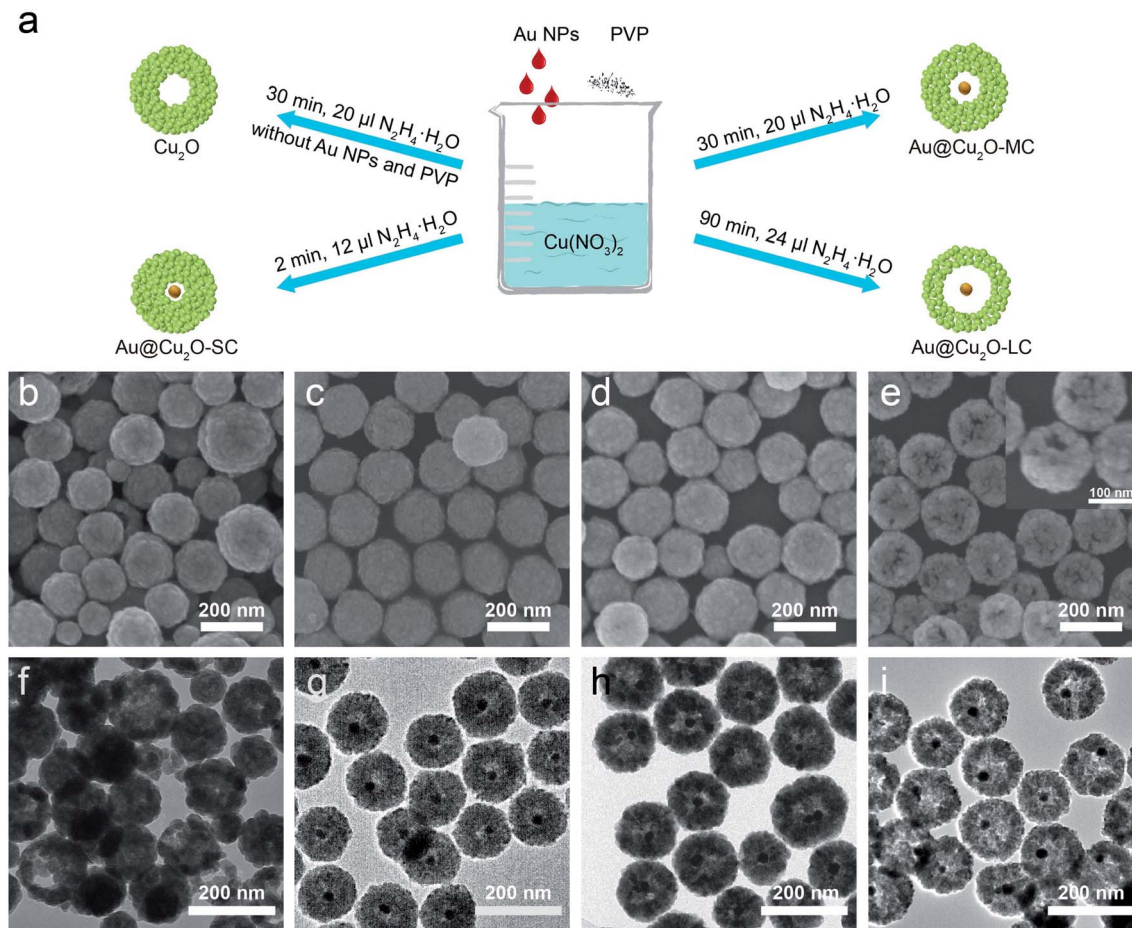 a
Au NPs PVP
30 min, 20 µl N₂H₄·H₂O
without Au NPs and PVP
Cu₂O
30 min, 20 µl N₂H₄·H₂O
Au@Cu₂O-MC
2 min, 12 µl N₂H₄·H₂O
Au@Cu₂O-SC
Cu(NO₃)₂
90 min, 24 µl N₂H₄·H₂O
Au@Cu₂O-LC
b
200 nm
c
200 nm
d
200 nm
e
100 nm
200 nm
f
200 nm
g
200 nm
h
200 nm
i
200 nm